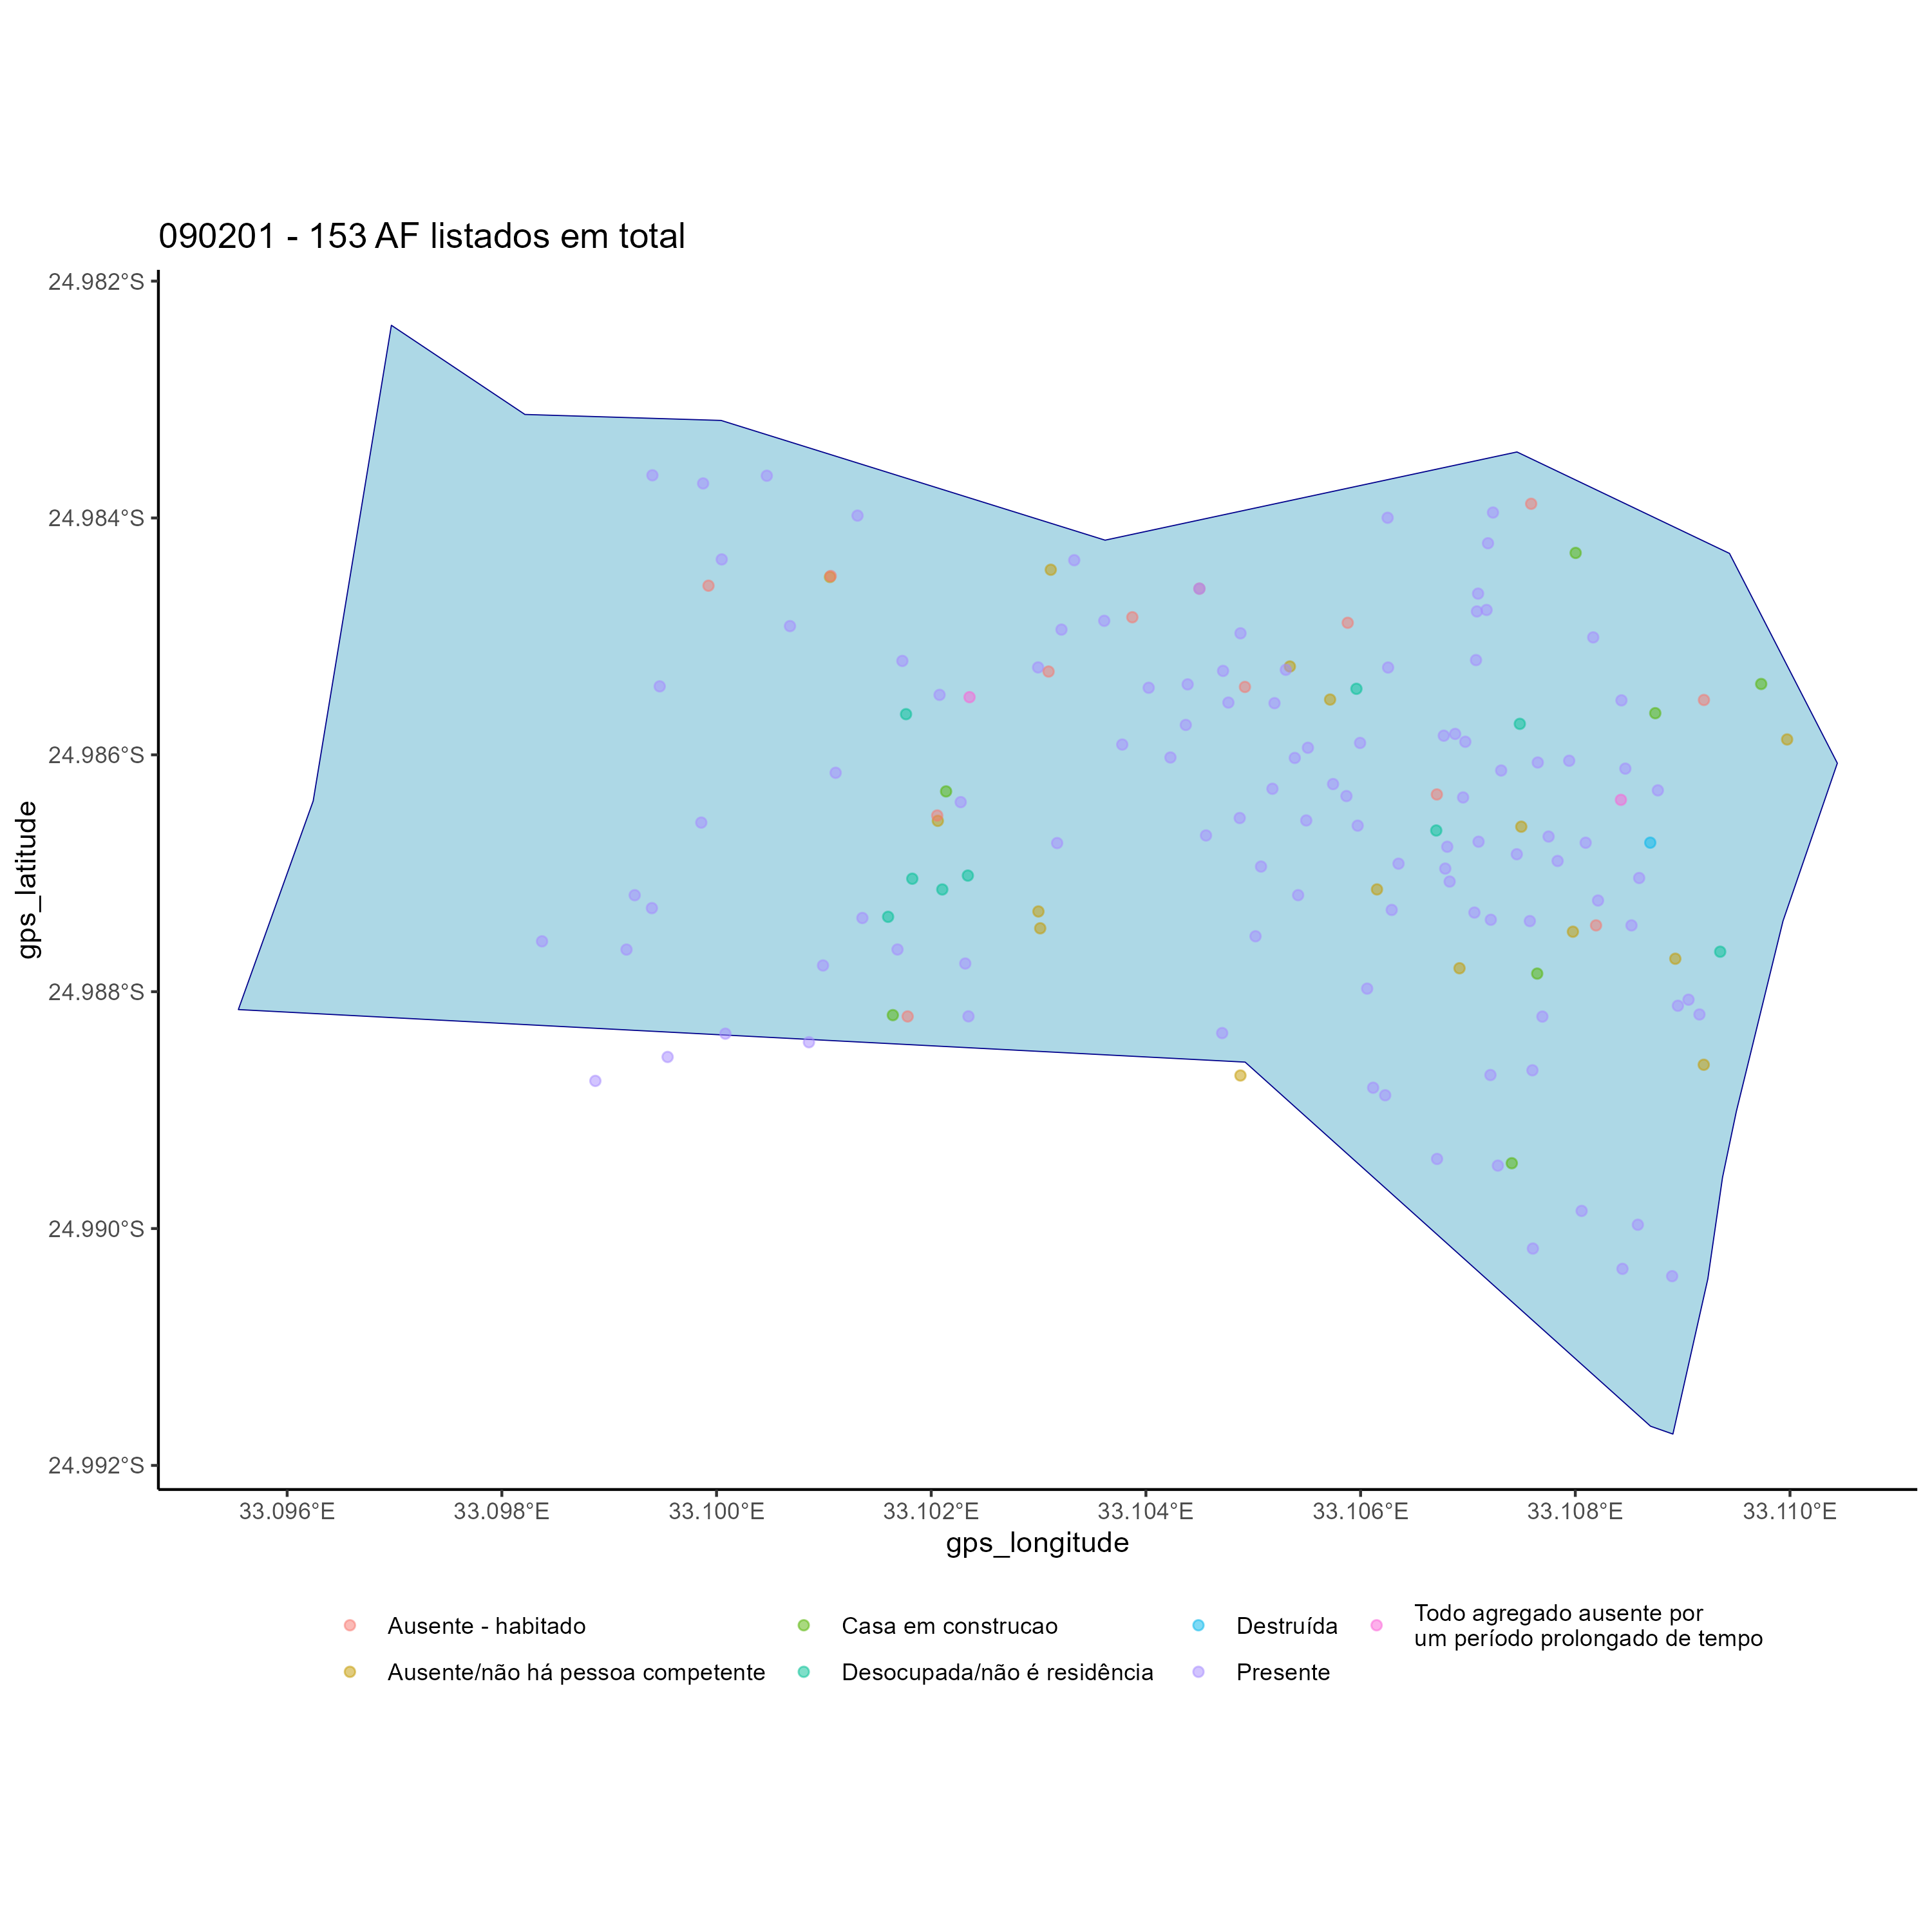 090201 - 153 AF listados em total
24.982°S
24.984°S
24.986°S
24.988°S
24.990°S
24.992°S
gps_latitude
33.096°E 33.098°E 33.100°E 33.102°E 33.104°E 33.106°E 33.108°E 33.110°E
gps_longitude
Ausente - habitado
Ausente/não há pessoa competente
Casa em construcao
Desocupada/não é residência
Destruída
Presente
Todo agregado ausente por
um período prolongado de tempo